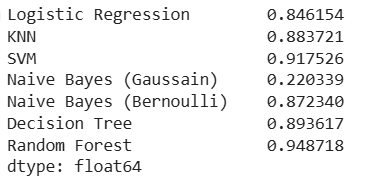 Logistic Regression 0.846154
KNN 0.883721
SVM 0.917526
Naive Bayes (Gaussain) 0.220339
Naive Bayes (Bernoulli) 0.872340
Decision Tree 0.893617
Random Forest 0.948718
dtype: float64